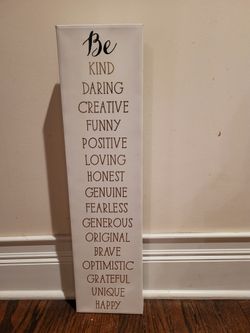 Be
KIND
DARING
CREATIVE
FUNNY
POSITIVE
LOVING
HONEST
GENUINE
FEARLESS
GENEROUS
ORIGINAL
BRAVE
OPTIMISTIC
GRATEFUL
UNIQUE
HAPPY